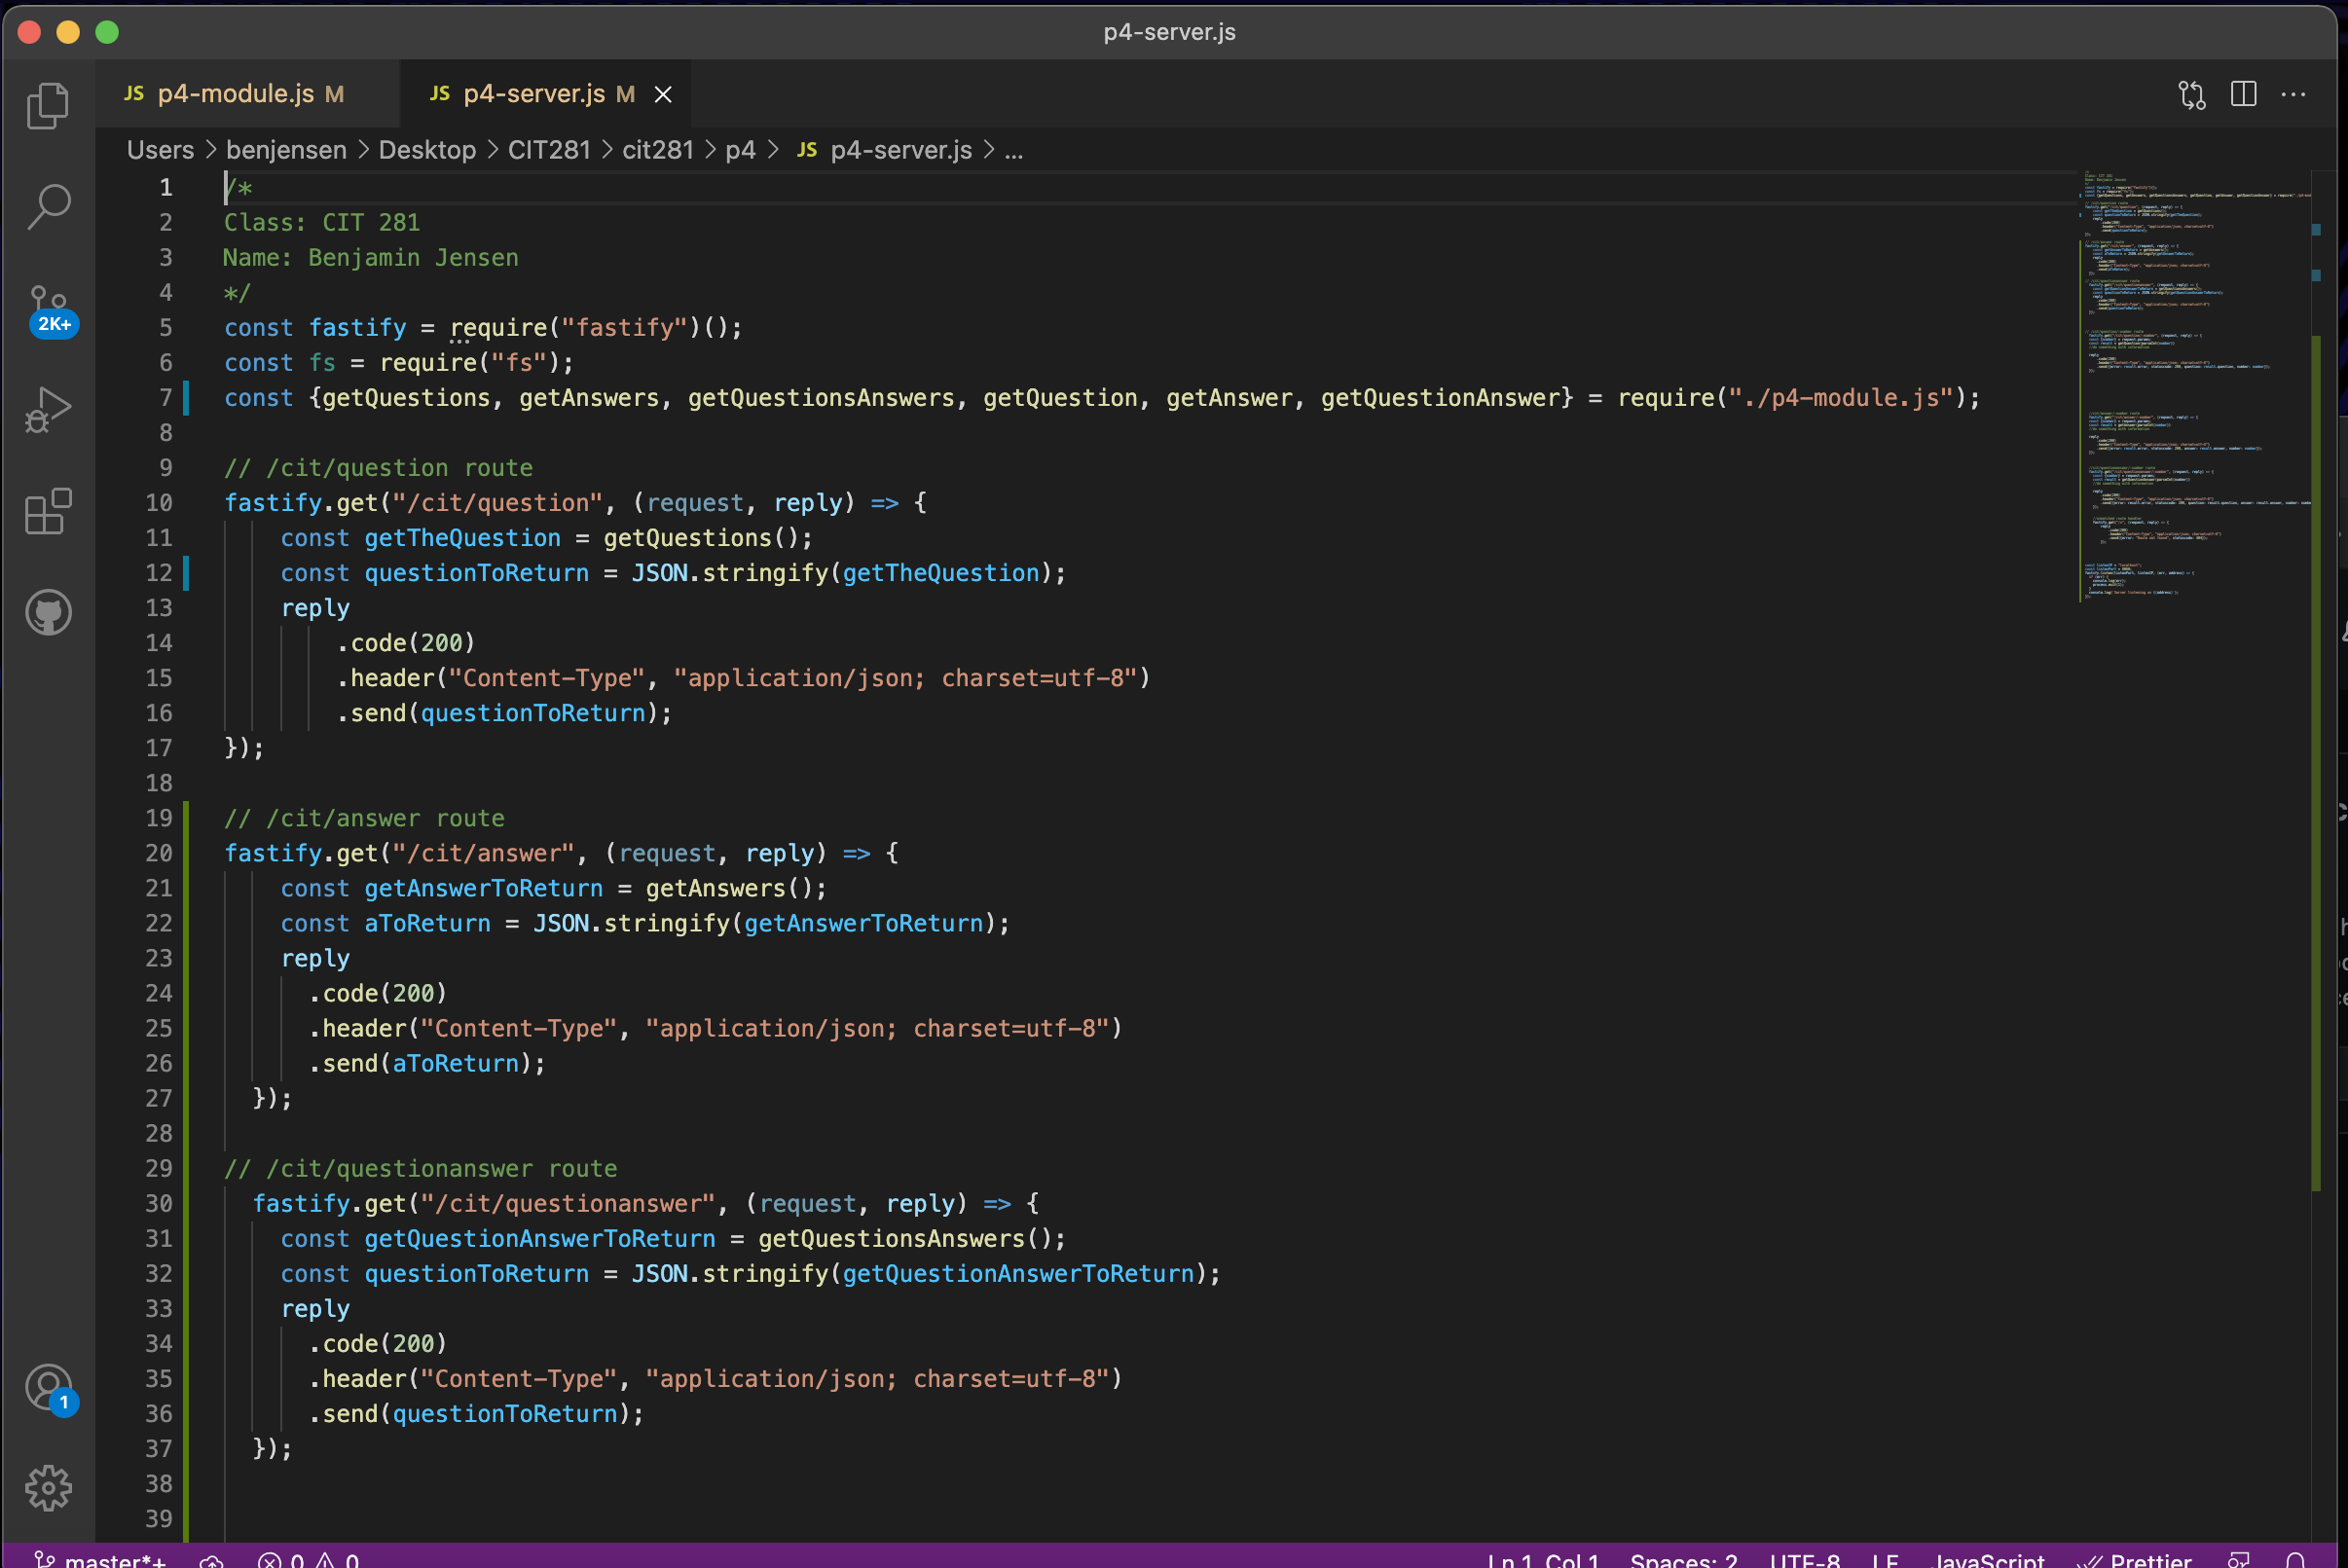 p4-server.js
JS p4-module.js M JS p4-server.js M
Users > benjensen > Desktop > CIT281 > cit281 > p4 > JS p4-server.js > ...
1 /*
2 Class: CIT 281
3 Name: Benjamin Jensen
4 */
5 const fastify = require("fastify")();
6 const fs = require("fs");
7 const {getQuestions, getAnswers, getQuestionsAnswers, getQuestion, getAnswer, getQuestionAnswer} = require("./p4-module.js");
8
9 // /cit/question route
10 fastify.get("/cit/question", (request, reply) => {
11 const getTheQuestion = getQuestions();
12 const questionToReturn = JSON.stringify(getTheQuestion);
13 reply
14 .code(200)
15 .header("Content-Type", "application/json; charset=utf-8")
16 .send(questionToReturn);
17 });
18
19 // /cit/answer route
20 fastify.get("/cit/answer", (request, reply) => {
21 const getAnswerToReturn = getAnswers();
22 const aToReturn = JSON.stringify(getAnswerToReturn);
23 reply
24 .code(200)
25 .header("Content-Type", "application/json; charset=utf-8")
26 .send(aToReturn);
27 });
28
29 // /cit/questionanswer route
30 fastify.get("/cit/questionanswer", (request, reply) => {
31 const getQuestionAnswerToReturn = getQuestionsAnswers();
32 const questionToReturn = JSON.stringify(getQuestionAnswerToReturn);
33 reply
34 .code(200)
35 .header("Content-Type", "application/json; charset=utf-8")
36 .send(questionToReturn);
37 });
38
39
2K+
1
master*+ 0 0 Ln 1, Col 1 Spaces: 2 UTF-8 LF JavaScript Prettier